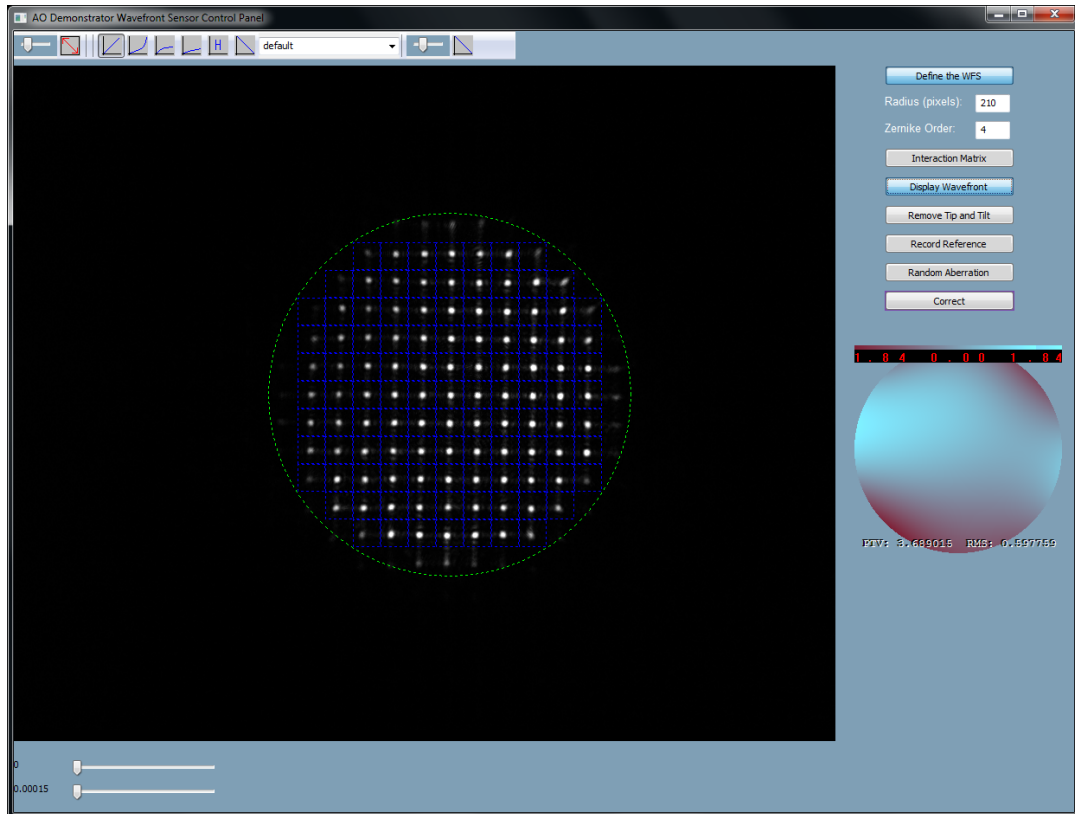 AO Demonstrator Wavefront Sensor Control Panel
H
default
Define the WFS
Radius (pixels): 210
Zernike Order: 4
Interaction Matrix
Display Wavefront
Remove Tip and Tilt
Record Reference
Random Aberration
Correct
1.84 0.00 1.84
PTV: 3.689015 RMS: 0.597759
0
0.00015